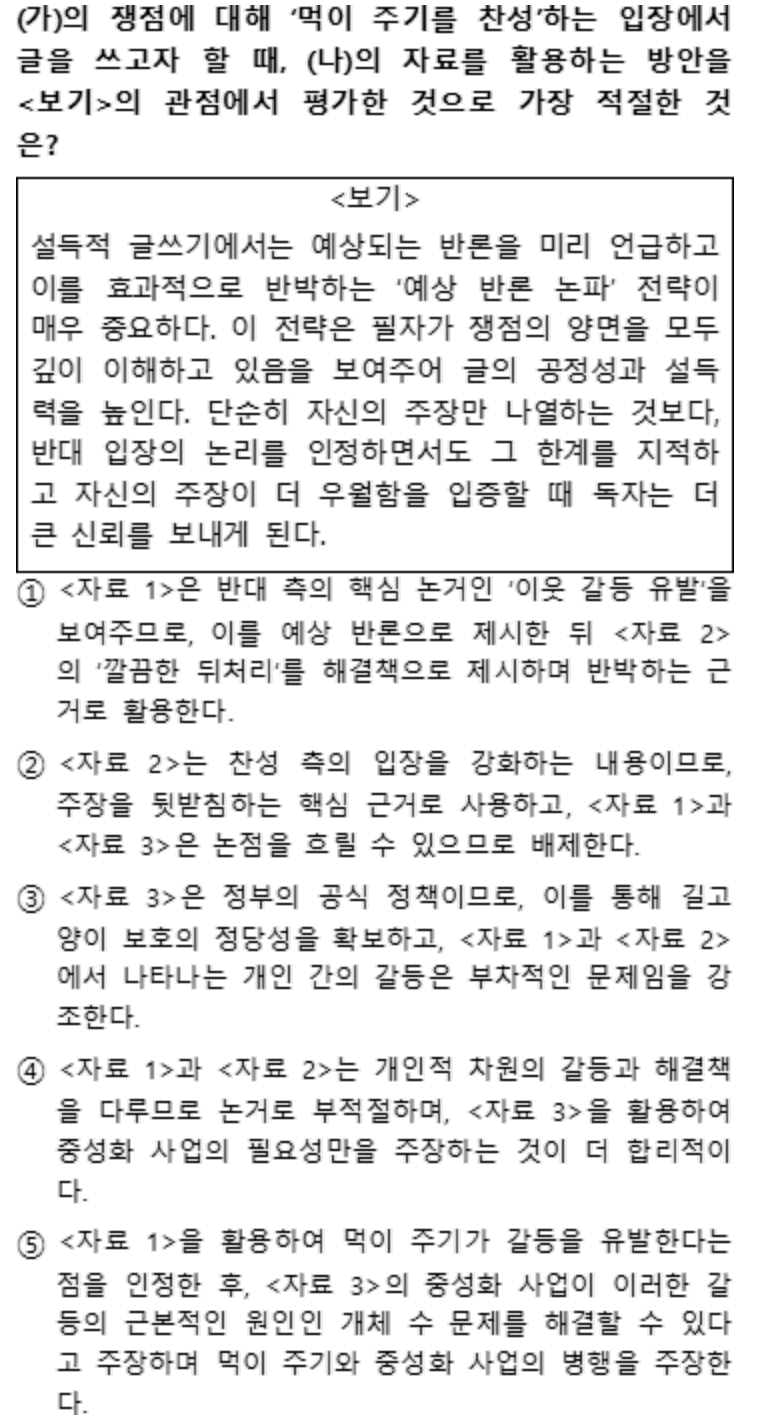 (가)의 쟁점에 대해 '먹이 주기를 찬성'하는 입장에서
글을 쓰고자 할 때, (나)의 자료를 활용하는 방안을
<보기>의 관점에서 평가한 것으로 가장 적절한 것
은?
<보기>
설득적 글쓰기에서는 예상되는 반론을 미리 언급하고
이를 효과적으로 반박하는 '예상 반론 논파' 전략이
매우 중요하다. 이 전략은 필자가 쟁점의 양면을 모두
깊이 이해하고 있음을 보여주어 글의 공정성과 설득
력을 높인다. 단순히 자신의 주장만 나열하는 것보다,
반대 입장의 논리를 인정하면서도 그 한계를 지적하
고 자신의 주장이 더 우월함을 입증할 때 독자는 더
큰 신뢰를 보내게 된다.
① <자료 1>은 반대 측의 핵심 논거인 '이웃 갈등 유발'을
보여주므로, 이를 예상 반론으로 제시한 뒤 <자료 2>
의 '깔끔한 뒤처리'를 해결책으로 제시하며 반박하는 근
거로 활용한다.
② <자료 2>는 찬성 측의 입장을 강화하는 내용이므로,
주장을 뒷받침하는 핵심 근거로 사용하고, <자료 1>과
<자료 3>은 논점을 흐릴 수 있으므로 배제한다.
③ <자료 3>은 정부의 공식 정책이므로, 이를 통해 길고
양이 보호의 정당성을 확보하고, <자료 1>과 <자료 2>
에서 나타나는 개인 간의 갈등은 부차적인 문제임을 강
조한다.
④ <자료 1>과 <자료 2>는 개인적 차원의 갈등과 해결책
을 다루므로 논거로 부적절하며, <자료 3>을 활용하여
중성화 사업의 필요성만을 주장하는 것이 더 합리적이
다.
⑤ <자료 1>을 활용하여 먹이 주기가 갈등을 유발한다는
점을 인정한 후, <자료 3>의 중성화 사업이 이러한 갈
등의 근본적인 원인인 개체 수 문제를 해결할 수 있다
고 주장하며 먹이 주기와 중성화 사업의 병행을 주장한
다.